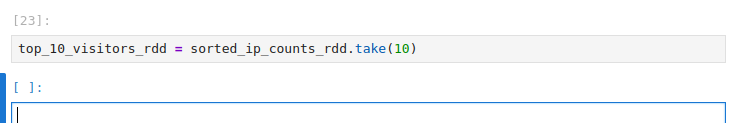 [23]:
top_10_visitors_rdd = sorted_ip_counts_rdd.take(10)
[ ]: